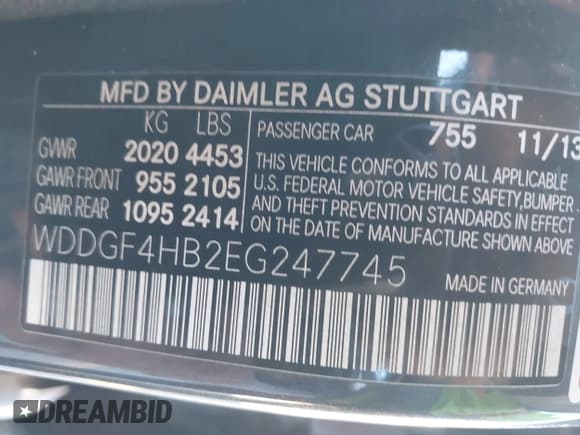 MFD BY DAIMLER AG STUTTGART
KG LBS
GVWR 2020 4453
GAWR FRONT 955 2105
GAWR REAR 1095 2414
PASSENGER CAR 755 11/13
THIS VEHICLE CONFORMS TO ALL APPLICABLE
U.S. FEDERAL MOTOR VEHICLE SAFETY, BUMPER
AND THEFT PREVENTION STANDARDS IN EFFECT
ON THE DATE OF MANUFACTURE SHOWN ABOVE
WDDGF4HB2EG247745
MADE IN GERMANY
DREAMBID